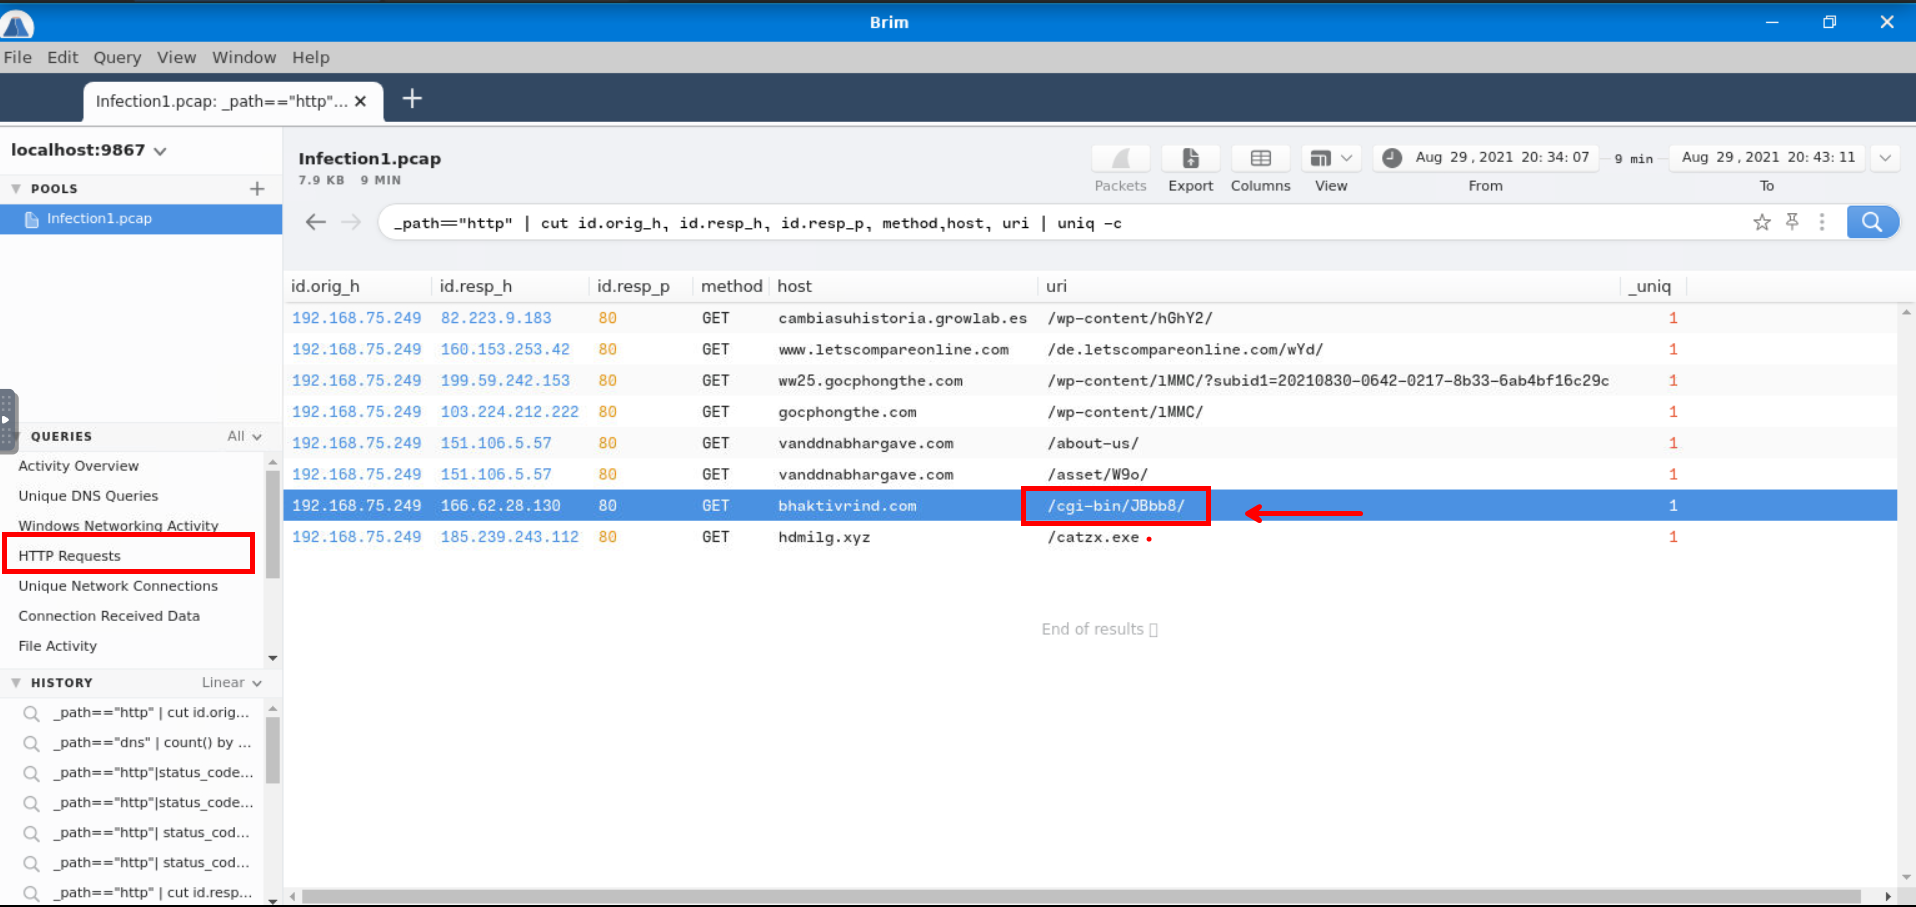 Brim
File Edit Query View Window Help
Infection1.pcap: _path=="http"...
localhost:9867
POOLS
Infection1.pcap
QUERIES All
Activity Overview
Unique DNS Queries
Windows Networking Activity
HTTP Requests
Unique Network Connections
Connection Received Data
File Activity
HISTORY Linear
_path=="http" | cut id.orig...
_path=="dns" | count() by ...
_path=="http"|status_code...
_path=="http"|status_code...
_path=="http"| status_cod...
_path=="http"| status_cod...
_path=="http" | cut id.resp...
Infection1.pcap
7.9 KB 9 MIN
Packets Export Columns View
Aug 29, 2021 20:34:07 9 min Aug 29, 2021 20:43:11
From To
_path=="http" | cut id.orig_h, id.resp_h, id.resp_p, method,host, uri | uniq -c
id.orig_h id.resp_h id.resp_p method host uri _uniq
192.168.75.249 82.223.9.183 80 GET cambiasuhistoria.growlab.es /wp-content/hGhY2/ 1
192.168.75.249 160.153.253.42 80 GET www.letscompareonline.com /de.letscompareonline.com/wYd/ 1
192.168.75.249 199.59.242.153 80 GET ww25.gocphongthe.com /wp-content/lMMC/?subid1=20210830-0642-0217-8b33-6ab4bf16c29c 1
192.168.75.249 103.224.212.222 80 GET gocphongthe.com /wp-content/lMMC/ 1
192.168.75.249 151.106.5.57 80 GET vanddnabhargave.com /about-us/ 1
192.168.75.249 151.106.5.57 80 GET vanddnabhargave.com /asset/W9o/ 1
192.168.75.249 166.62.28.130 80 GET bhaktivrind.com /cgi-bin/JBbb8/ 1
192.168.75.249 185.239.243.112 80 GET hdmilg.xyz /catzx.exe 1
End of results